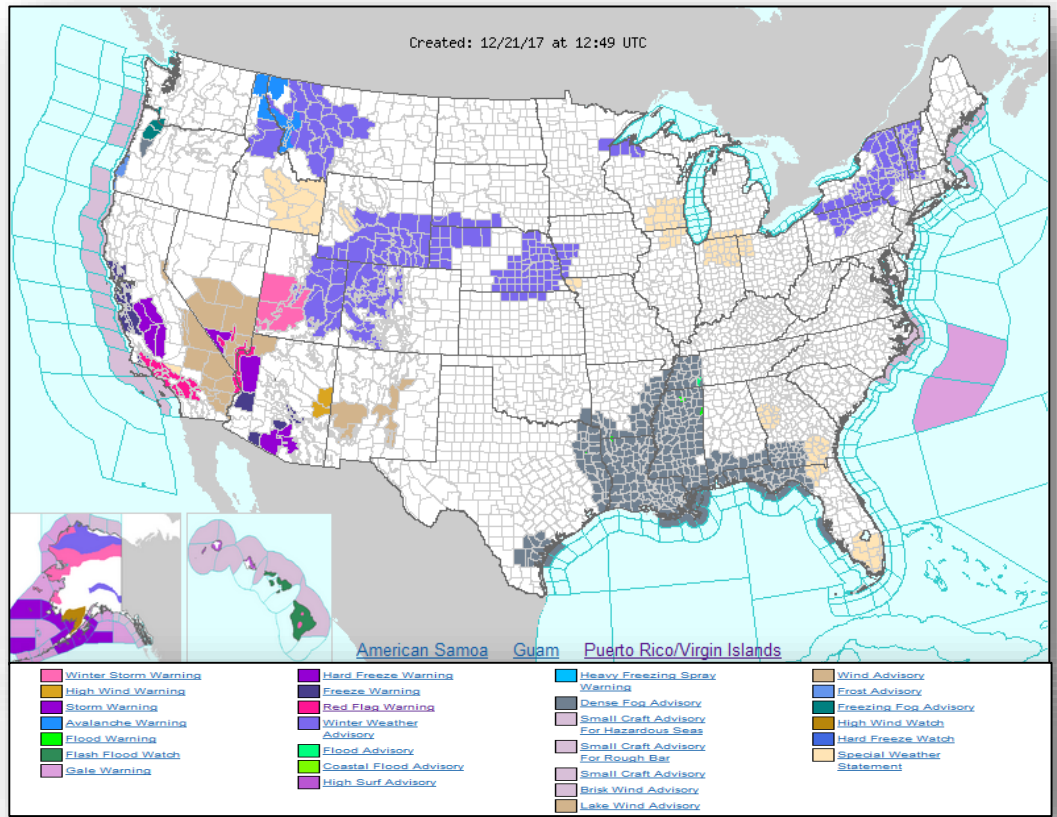 Created: 12/21/17 at 12:49 UTC
American Samoa Guam Puerto Rico/Virgin Islands
Winter Storm Warning
High Wind Warning
Storm Warning
Avalanche Warning
Flood Warning
Flash Flood Watch
Gale Warning
Hard Freeze Warning
Freeze Warning
Red Flag Warning
Winter Weather
Advisory
Flood Advisory
Coastal Flood Advisory
High Surf Advisory
Heavy Freezing Spray
Warning
Dense Fog Advisory
Small Craft Advisory
For Hazardous Seas
Small Craft Advisory
For Rough Bar
Small Craft Advisory
Brisk Wind Advisory
Lake Wind Advisory
Wind Advisory
Frost Advisory
Freezing Fog Advisory
High Wind Watch
Hard Freeze Watch
Special Weather
Statement